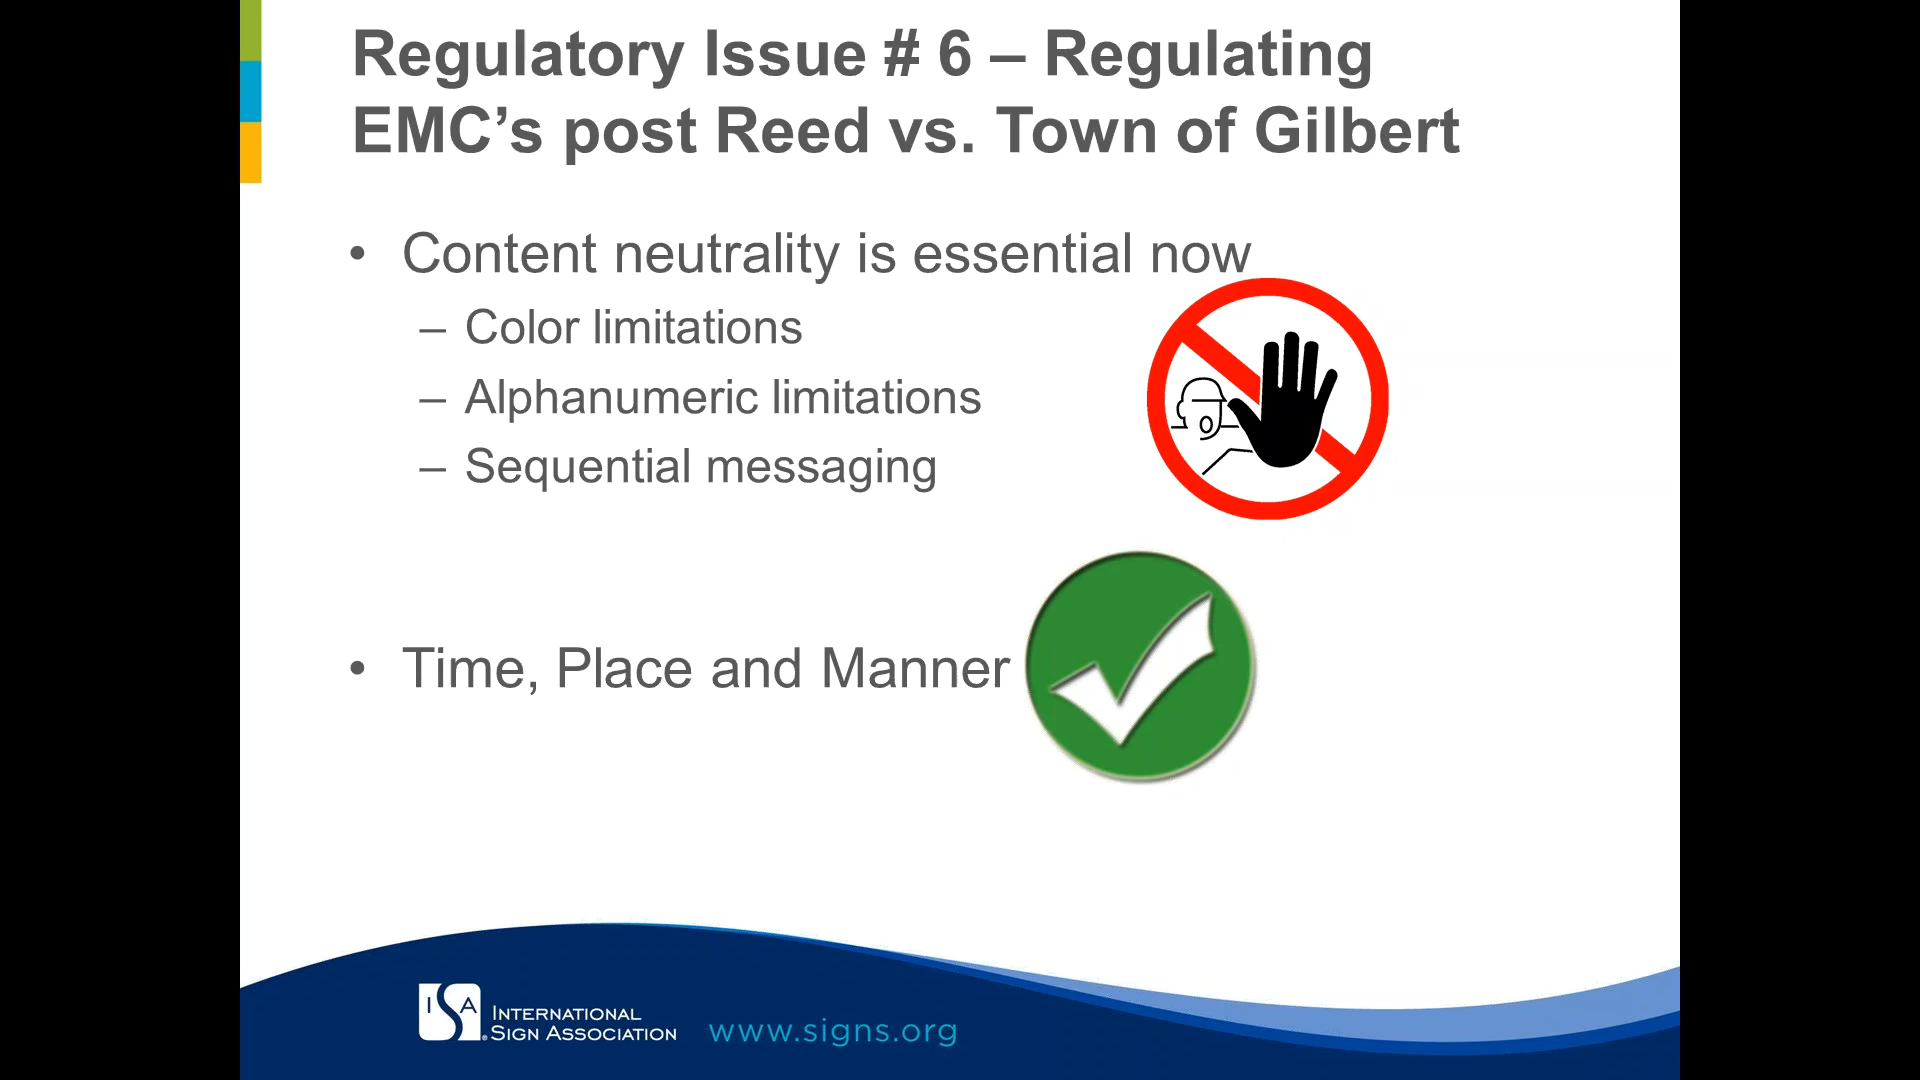 Regulatory Issue # 6 – Regulating
EMC’s post Reed vs. Town of Gilbert
• Content neutrality is essential now
– Color limitations
– Alphanumeric limitations
– Sequential messaging
• Time, Place and Manner
ISA®
INTERNATIONAL
SIGN ASSOCIATION
www.signs.org